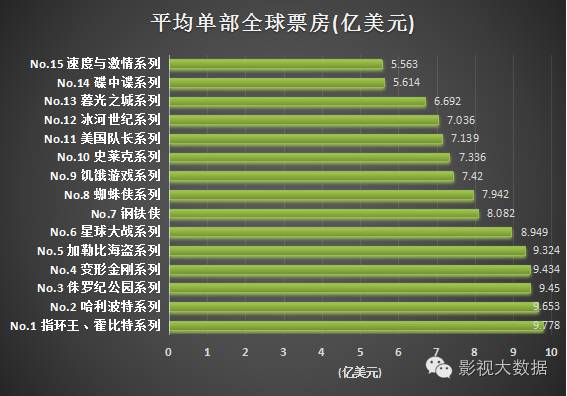 平均单部全球票房(亿美元)
No.15 速度与激情系列 5.563
No.14 碟中谍系列 5.614
No.13 暮光之城系列 6.692
No.12 冰河世纪系列 7.036
No.11 美国队长系列 7.139
No.10 史莱克系列 7.336
No.9 饥饿游戏系列 7.42
No.8 蜘蛛侠系列 7.942
No.7 钢铁侠 8.082
No.6 星球大战系列 8.949
No.5 加勒比海盗系列 9.324
No.4 变形金刚系列 9.434
No.3 侏罗纪公园系列 9.45
No.2 哈利波特系列 9.653
No.1 指环王、霍比特系列 9.778
0 1 2 3 4 5 6 7 8 9 10
(亿美元)
影视大数据